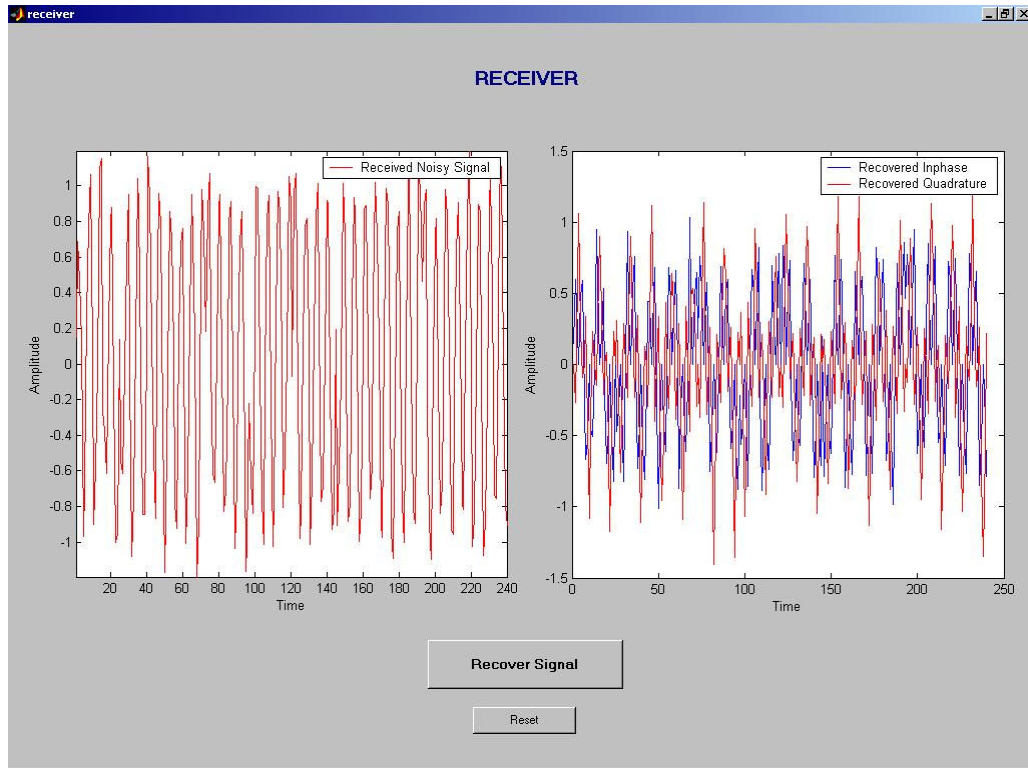 receiver
RECEIVER
Received Noisy Signal
Amplitude
1
0.8
0.6
0.4
0.2
0
-0.2
-0.4
-0.6
-0.8
-1
20 40 60 80 100 120 140 160 180 200 220 240
Time
Recovered Inphase
Recovered Quadrature
Amplitude
1.5
1
0.5
0
-0.5
-1
-1.5
0 50 100 150 200 250
Time
Recover Signal
Reset